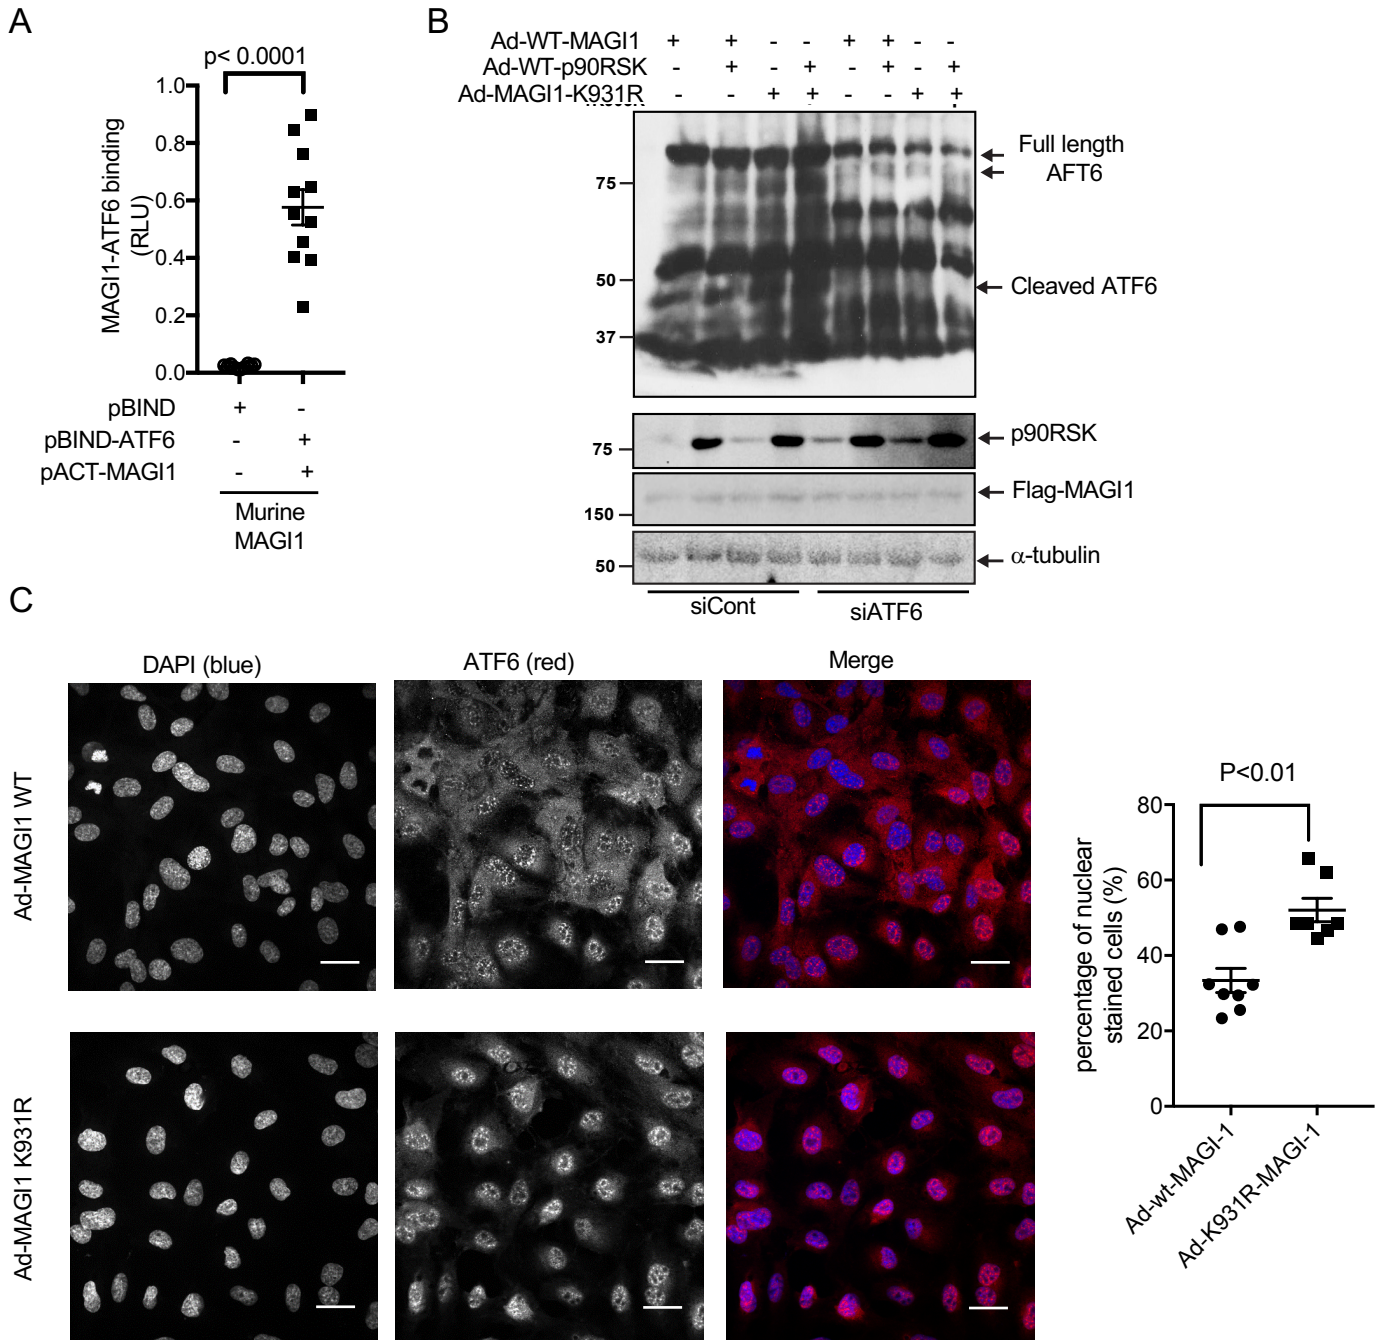 A
p< 0.0001
1.0
0.8
0.6
0.4
0.2
0.0
MAGI1-ATF6 binding
(RLU)
pBIND + -
pBIND-ATF6 - +
pACT-MAGI1 - +
Murine
MAGI1
B
Ad-WT-MAGI1 + + - - + + - -
Ad-WT-p90RSK - + - + - + - +
Ad-MAGI1-K931R - - + + - - + +
75
50
37
Full length
AFT6
Cleaved ATF6
75
p90RSK
150
Flag-MAGI1
50
α-tubulin
siCont
siATF6
C
DAPI (blue)
ATF6 (red)
Merge
Ad-MAGI1 WT
Ad-MAGI1 K931R
P<0.01
80
60
40
20
0
percentage of nuclear
stained cells (%)
Ad-wt-MAGI-1
Ad-K931R-MAGI-1